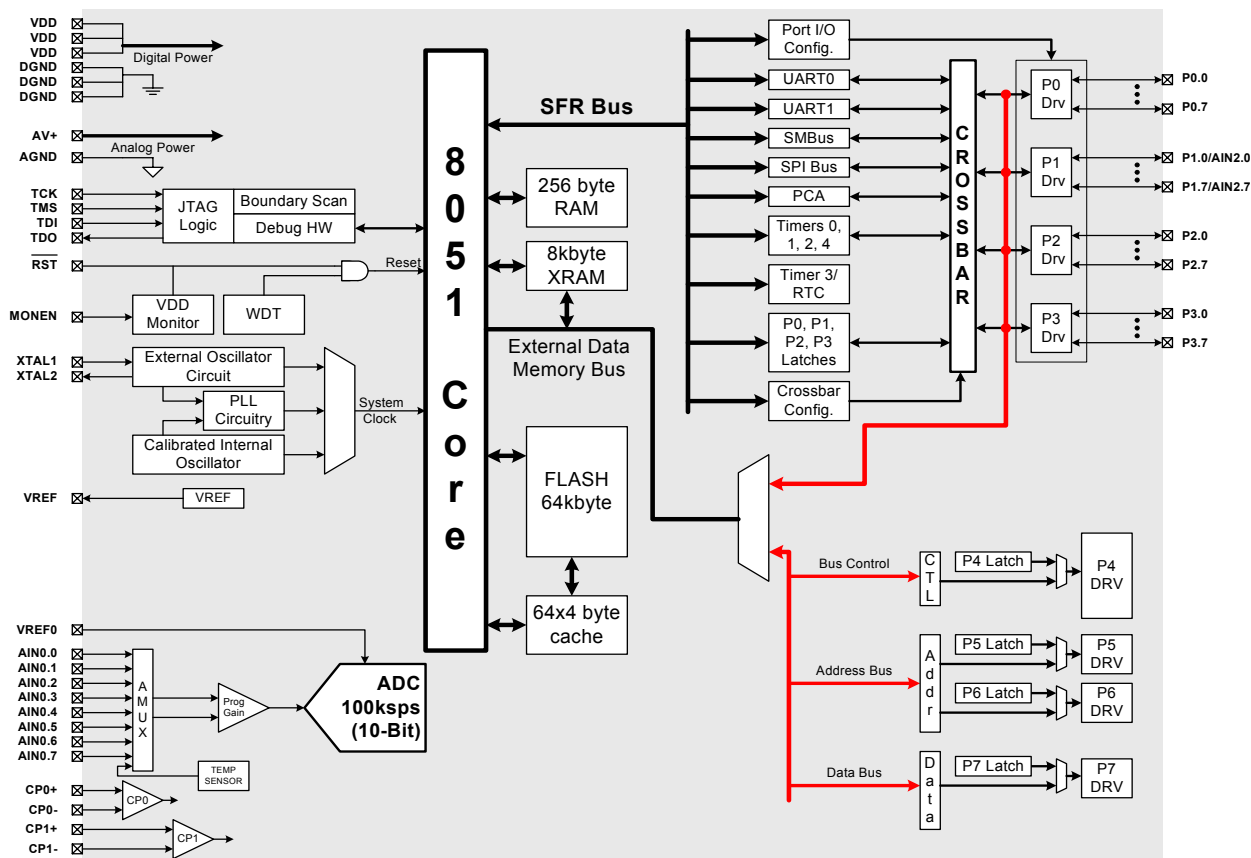 VDD
VDD
VDD
DGND
DGND
DGND
Digital Power
AV+
AGND
Analog Power
TCK
TMS
TDI
TDO
JTAG
Logic
Boundary Scan
Debug HW
RST
Reset
MONEN
VDD
Monitor
WDT
XTAL1
XTAL2
External Oscillator
Circuit
PLL
Circuitry
Calibrated Internal
Oscillator
System
Clock
VREF
VREF
VREF0
AIN0.0
AIN0.1
AIN0.2
AIN0.3
AIN0.4
AIN0.5
AIN0.6
AIN0.7
AMUX
Prog
Gain
ADC
100ksps
(10-Bit)
TEMP
SENSOR
CP0+
CP0-
CP0
CP1+
CP1-
CP1
8051 Core
SFR Bus
256 byte
RAM
8kbyte
XRAM
External Data
Memory Bus
FLASH
64kbyte
64x4 byte
cache
Port I/O
Config.
UART0
UART1
SMBus
SPI Bus
PCA
Timers 0,
1, 2, 4
Timer 3/
RTC
P0, P1,
P2, P3
Latches
Crossbar
Config.
CROSSBAR
P0
Drv
P1
Drv
P2
Drv
P3
Drv
P0.0
P0.7
P1.0/AIN2.0
P1.7/AIN2.7
P2.0
P2.7
P3.0
P3.7
Bus Control
CTL
P4 Latch
P4
DRV
Address Bus
Addr
P5 Latch
P5
DRV
P6 Latch
P6
DRV
Data Bus
Data
P7 Latch
P7
DRV